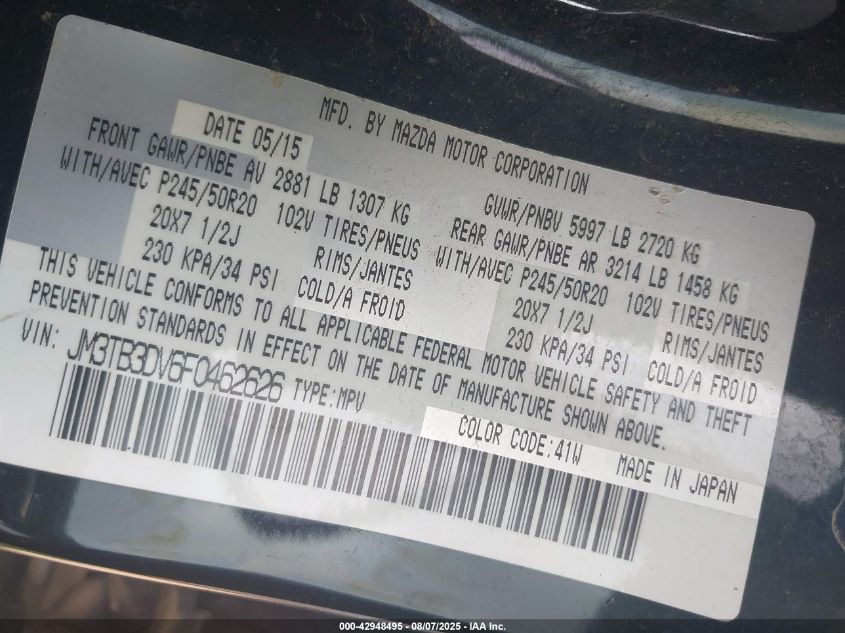 MFD. BY MAZDA MOTOR CORPORATION
DATE 05/15
GVWR/PNBV 5997 LB 2720 KG
FRONT GAWR/PNBE AV 2881 LB 1307 KG
REAR GAWR/PNBE AR 3214 LB 1458 KG
WITH/AVEC P245/50R20 102V TIRES/PNEUS
WITH/AVEC P245/50R20 102V TIRES/PNEUS
20X7 1/2J RIMS/JANTES
20X7 1/2J RIMS/JANTES
230 KPA/34 PSI COLD/A FROID
230 KPA/34 PSI COLD/A FROID
THIS VEHICLE CONFORMS TO ALL APPLICABLE FEDERAL MOTOR VEHICLE SAFETY AND THEFT
PREVENTION STANDARDS IN EFFECT ON THE DATE OF MANUFACTURE SHOWN ABOVE.
VIN: JM3TB3DV6F0462626 TYPE:MPV
COLOR CODE:41W
MADE IN JAPAN
000-42948495 - 08/07/2025 - IAA Inc.